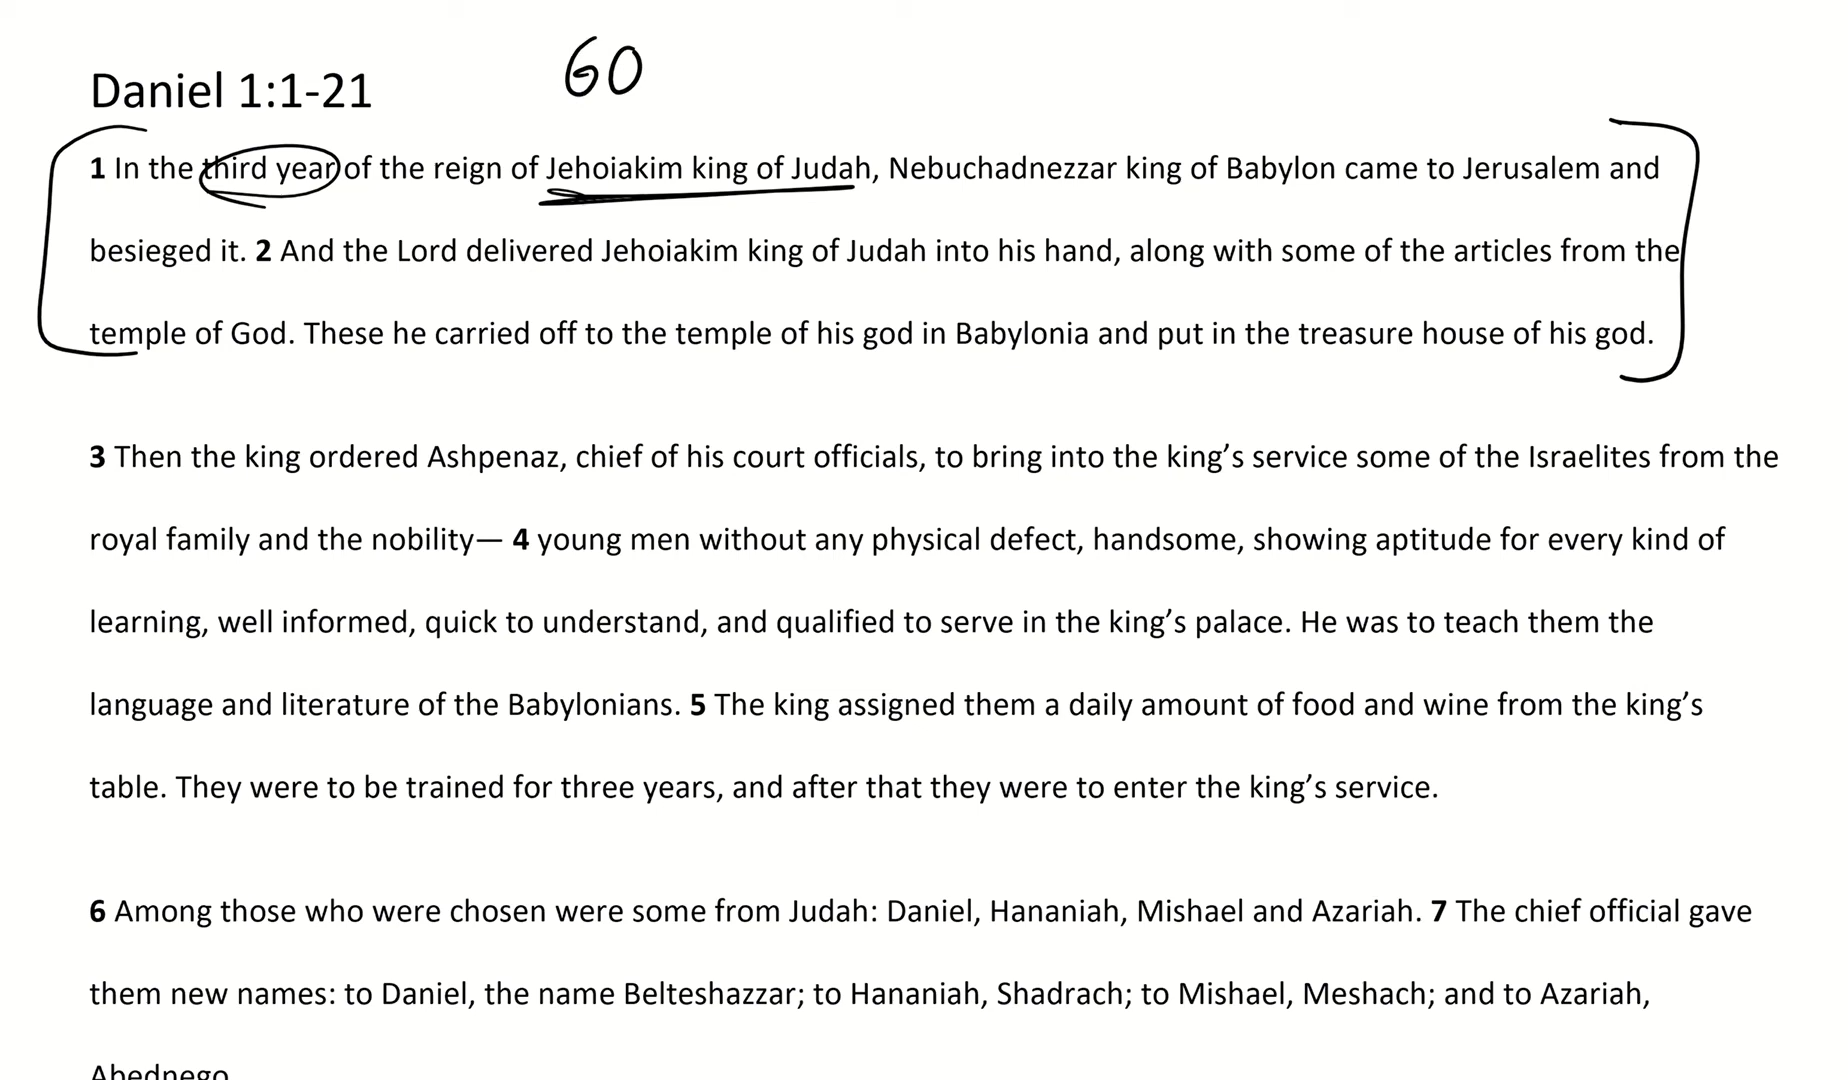 Daniel 1:1-21
60
1 In the third year of the reign of Jehoiakim king of Judah, Nebuchadnezzar king of Babylon came to Jerusalem and
besieged it. 2 And the Lord delivered Jehoiakim king of Judah into his hand, along with some of the articles from the
temple of God. These he carried off to the temple of his god in Babylonia and put in the treasure house of his god.
3 Then the king ordered Ashpenaz, chief of his court officials, to bring into the king’s service some of the Israelites from the
royal family and the nobility— 4 young men without any physical defect, handsome, showing aptitude for every kind of
learning, well informed, quick to understand, and qualified to serve in the king’s palace. He was to teach them the
language and literature of the Babylonians. 5 The king assigned them a daily amount of food and wine from the king’s
table. They were to be trained for three years, and after that they were to enter the king’s service.
6 Among those who were chosen were some from Judah: Daniel, Hananiah, Mishael and Azariah. 7 The chief official gave
them new names: to Daniel, the name Belteshazzar; to Hananiah, Shadrach; to Mishael, Meshach; and to Azariah,
Abednego